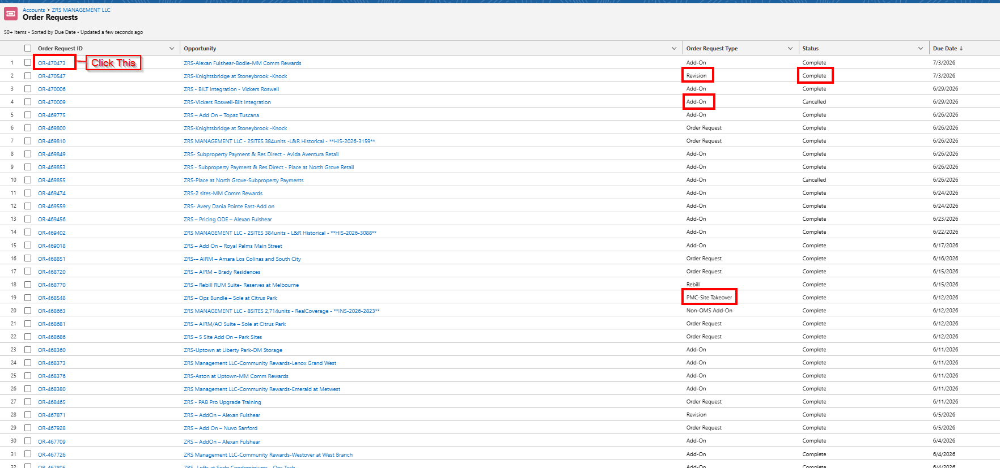 Accounts > ZRS MANAGEMENT LLC
Order Requests
50+ items • Sorted by Due Date • Updated a few seconds ago
Order Request ID Opportunity Order Request Type Status Due Date ↓
1 OR-470473 Click This ZRS-Alexan Fulshear-Bodie-MM Comm Rewards Add-On Complete 7/3/2026
2 OR-470547 ZRS-Knightsbridge at Stoneybrook -Knock Revision Complete 7/3/2026
3 OR-470006 ZRS - BILT Integration - Vickers Roswell Add-On Complete 6/29/2026
4 OR-470009 ZRS-Vickers Roswell-Bilt Integration Add-On Cancelled 6/29/2026
5 OR-469775 ZRS – Add On – Topaz Tuscana Add-On Complete 6/26/2026
6 OR-469800 ZRS-Knightsbridge at Stoneybrook -Knock Order Request Complete 6/26/2026
7 OR-469810 ZRS MANAGEMENT LLC - 2SITES 384units -L&R Historical - **HIS-2026-3159** Order Request Complete 6/26/2026
8 OR-469849 ZRS- Subproperty Payment & Res Direct - Avida Aventura Retail Add-On Complete 6/26/2026
9 OR-469853 ZRS - Subproperty Payment & Res Direct - Place at North Grove Retail Add-On Complete 6/26/2026
10 OR-469855 ZRS-Place at North Grove-Subproperty Payments Add-On Cancelled 6/26/2026
11 OR-469474 ZRS-2 sites-MM Comm Rewards Add-On Complete 6/24/2026
12 OR-469559 ZRS- Avery Dania Pointe East-Add on Add-On Complete 6/24/2026
13 OR-469456 ZRS – Pricing ODE – Alexan Fulshear Add-On Complete 6/23/2026
14 OR-469402 ZRS MANAGEMENT LLC - 2SITES 384units - L&R Historical - **HIS-2026-3088** Add-On Complete 6/22/2026
15 OR-469018 ZRS – Add On – Royal Palms Main Street Add-On Complete 6/17/2026
16 OR-468851 ZRS-– AIRM – Amara Los Colinas and South City Order Request Complete 6/16/2026
17 OR-468720 ZRS – AIRM – Brady Residences Order Request Complete 6/15/2026
18 OR-468770 ZRS – Rebill RUM Suite- Reserves at Melbourne Rebill Complete 6/15/2026
19 OR-468548 ZRS – Ops Bundle – Sole at Citrus Park PMC-Site Takeover Complete 6/12/2026
20 OR-468663 ZRS MANAGEMENT LLC - 8SITES 2,714units - RealCoverage - **INS-2026-2823** Non-OMS Add-On Complete 6/12/2026
21 OR-468681 ZRS – AIRM/AO Suite – Sole at Citrus Park Order Request Complete 6/12/2026
22 OR-468686 ZRS – 5 Site Add On – Park Sites Order Request Complete 6/12/2026
23 OR-468360 ZRS-Uptown at Liberty Park-DM Storage Add-On Complete 6/11/2026
24 OR-468373 ZRS Management LLC-Community Rewards-Lenox Grand West Add-On Complete 6/11/2026
25 OR-468376 ZRS-Aston at Uptown-MM Comm Rewards Add-On Complete 6/11/2026
26 OR-468380 ZRS Management LLC-Community Rewards-Emerald at Metwest Add-On Complete 6/11/2026
27 OR-468465 ZRS - PAB Pro Upgrade Training Order Request Complete 6/11/2026
28 OR-467871 ZRS – AddOn – Alexan Fulshear Revision Complete 6/5/2026
29 OR-467928 ZRS – Add On – Nuvo Sanford Order Request Complete 6/5/2026
30 OR-467709 ZRS – AddOn – Alexan Fulshear Add-On Complete 6/4/2026
31 OR-467726 ZRS Management LLC-Community Rewards-Westover at West Branch Add-On Complete 6/4/2026
32 OR-467805 ZRS- Lofts at Sodo Condominiums - Ops Tech Add-On Complete 6/4/2026